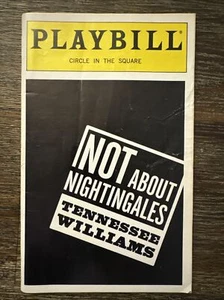 PLAYBILL®
CIRCLE IN THE SQUARE
NOT ABOUT
NIGHTINGALES
TENNESSEE
WILLIAMS